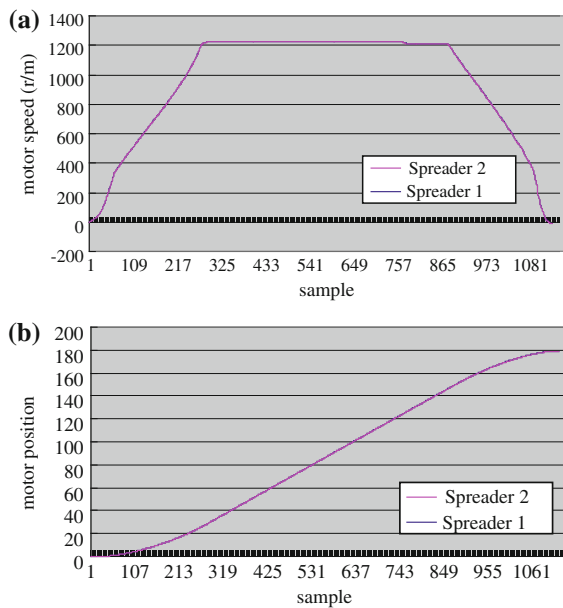 (a)
motor speed (r/m)
1400
1200
1000
800
600
400
200
0
-200
Spreader 2
Spreader 1
1 109 217 325 433 541 649 757 865 973 1081
sample
(b)
motor position
200
180
160
140
120
100
80
60
40
20
0
Spreader 2
Spreader 1
1 107 213 319 425 531 637 743 849 955 1061
sample